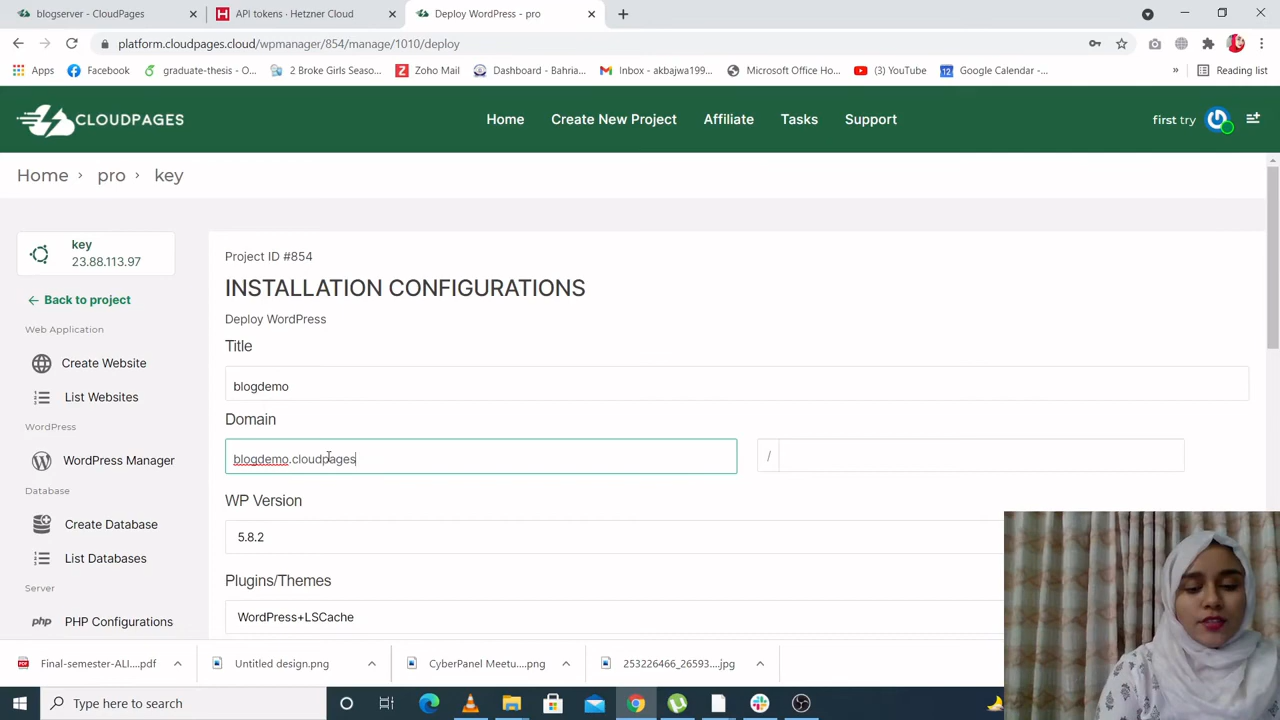 blogserver - CloudPages
API tokens · Hetzner Cloud
Deploy WordPress - pro
platform.cloudpages.cloud/wpmanager/854/manage/1010/deploy
Apps
Facebook
graduate-thesis - O...
2 Broke Girls Season...
Zoho Mail
Dashboard - Bahria...
Inbox - akbajwa199...
Microsoft Office Ho...
(3) YouTube
Google Calendar -...
»
Reading list
CLOUDPAGES
Home
Create New Project
Affiliate
Tasks
Support
first try
Home › pro › key
key
23.88.113.97
← Back to project
Web Application
Create Website
List Websites
WordPress
WordPress Manager
Database
Create Database
List Databases
Server
php PHP Configurations
Project ID #854
INSTALLATION CONFIGURATIONS
Deploy WordPress
Title
blogdemo
Domain
blogdemo.cloudpages
/
WP Version
5.8.2
Plugins/Themes
WordPress+LSCache
Final-semester-ALI....pdf
Untitled design.png
CyberPanel Meetu....png
253226466_26593....jpg
Type here to search